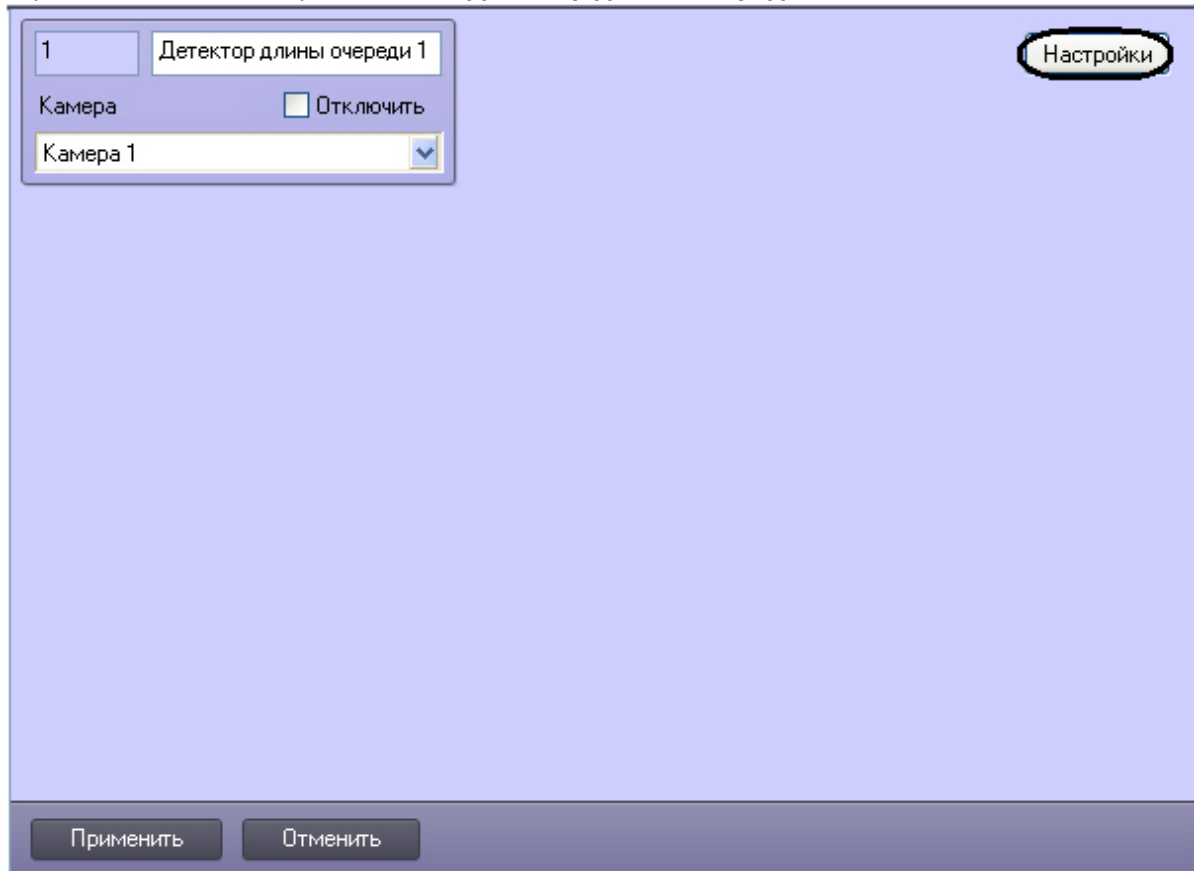 1 Детектор длины очереди 1
Настройки
Камера Отключить
Камера 1
Применить Отменить